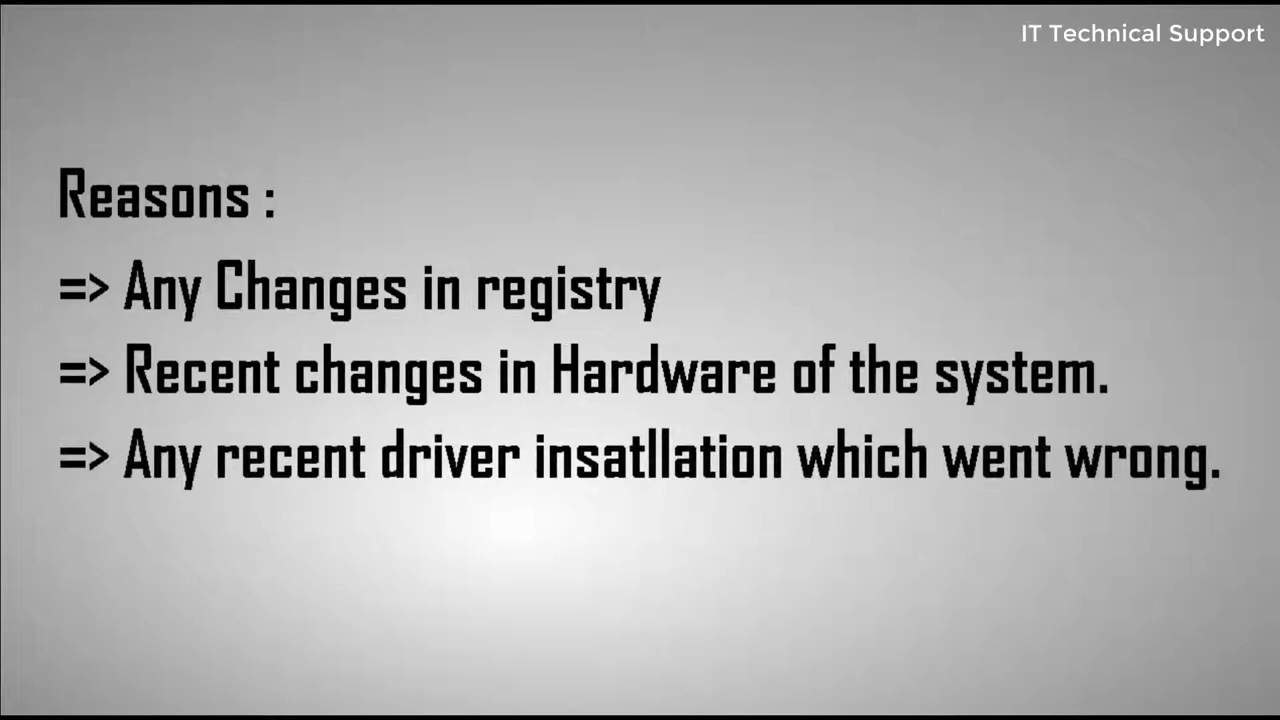 IT Technical Support
Reasons :
=> Any Changes in registry
=> Recent changes in Hardware of the system.
=> Any recent driver insatllation which went wrong.